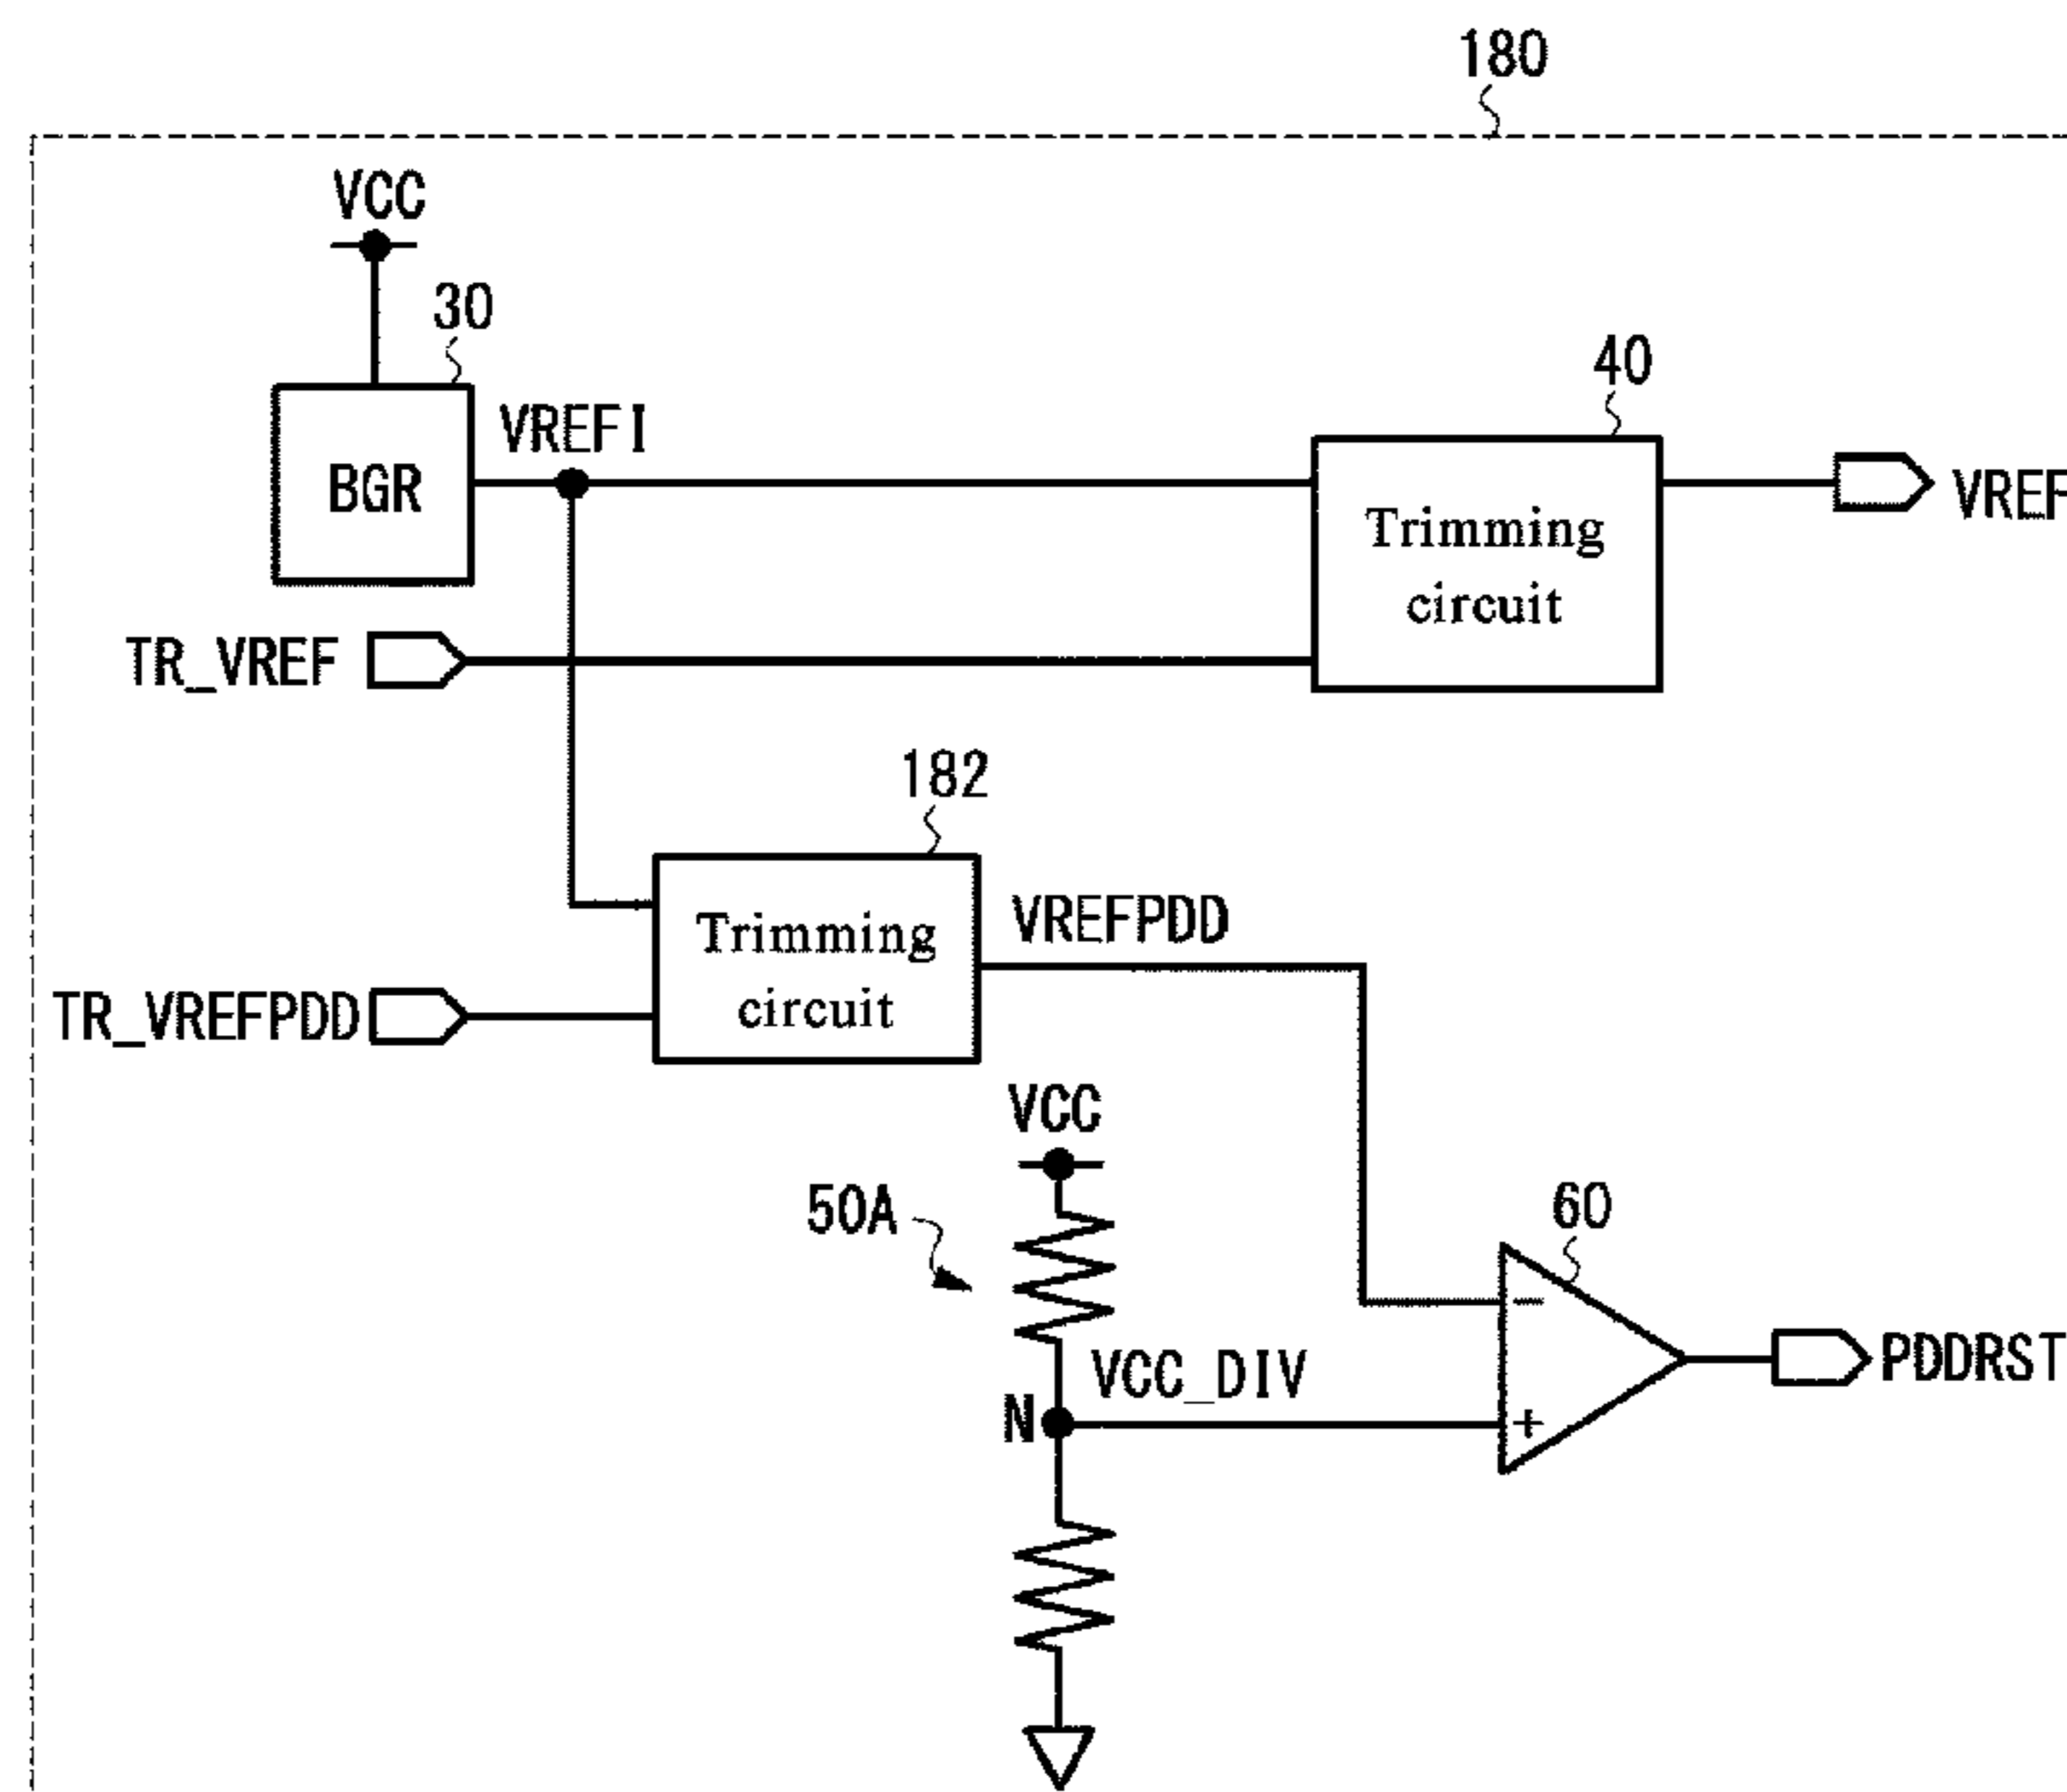 180
VCC
30
VREFI
BGR
40
Trimming
circuit
VREF
TR_VREF
182
Trimming
circuit
VREFPDD
TR_VREFPDD
VCC
50A
60
-
N
VCC_DIV
+
PDDRST